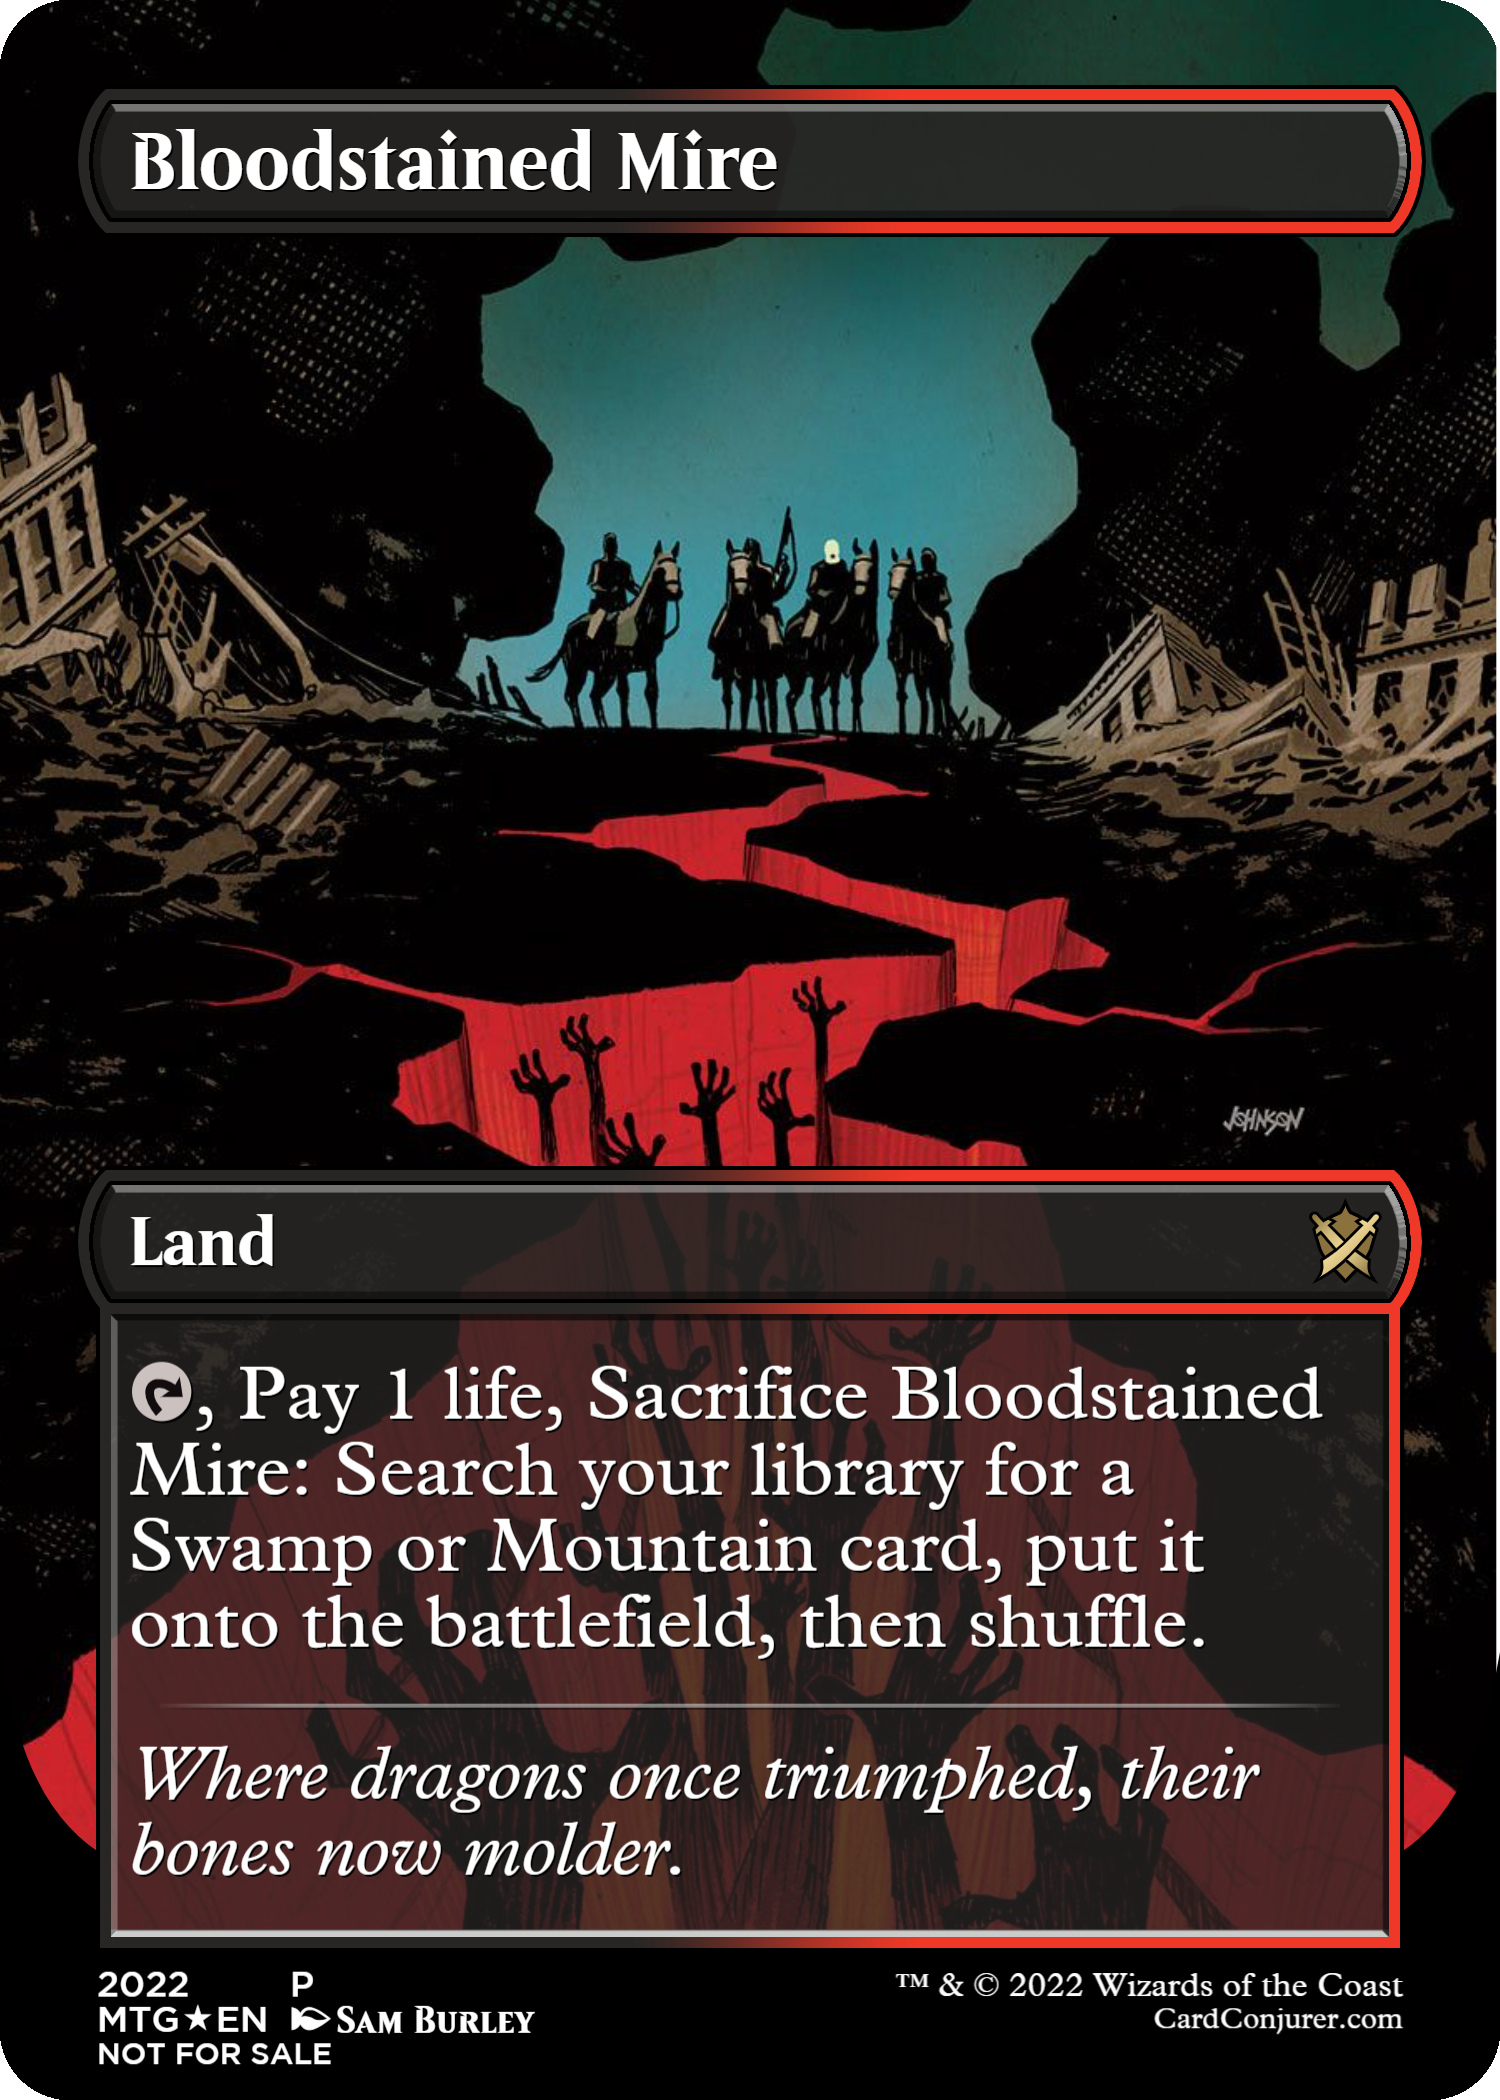 Bloodstained Mire
JOHNSON
Land
, Pay 1 life, Sacrifice Bloodstained
Mire: Search your library for a
Swamp or Mountain card, put it
onto the battlefield, then shuffle.
Where dragons once triumphed, their
bones now molder.
2022 P
MTG★EN SAM BURLEY
NOT FOR SALE
™ & © 2022 Wizards of the Coast
CardConjurer.com